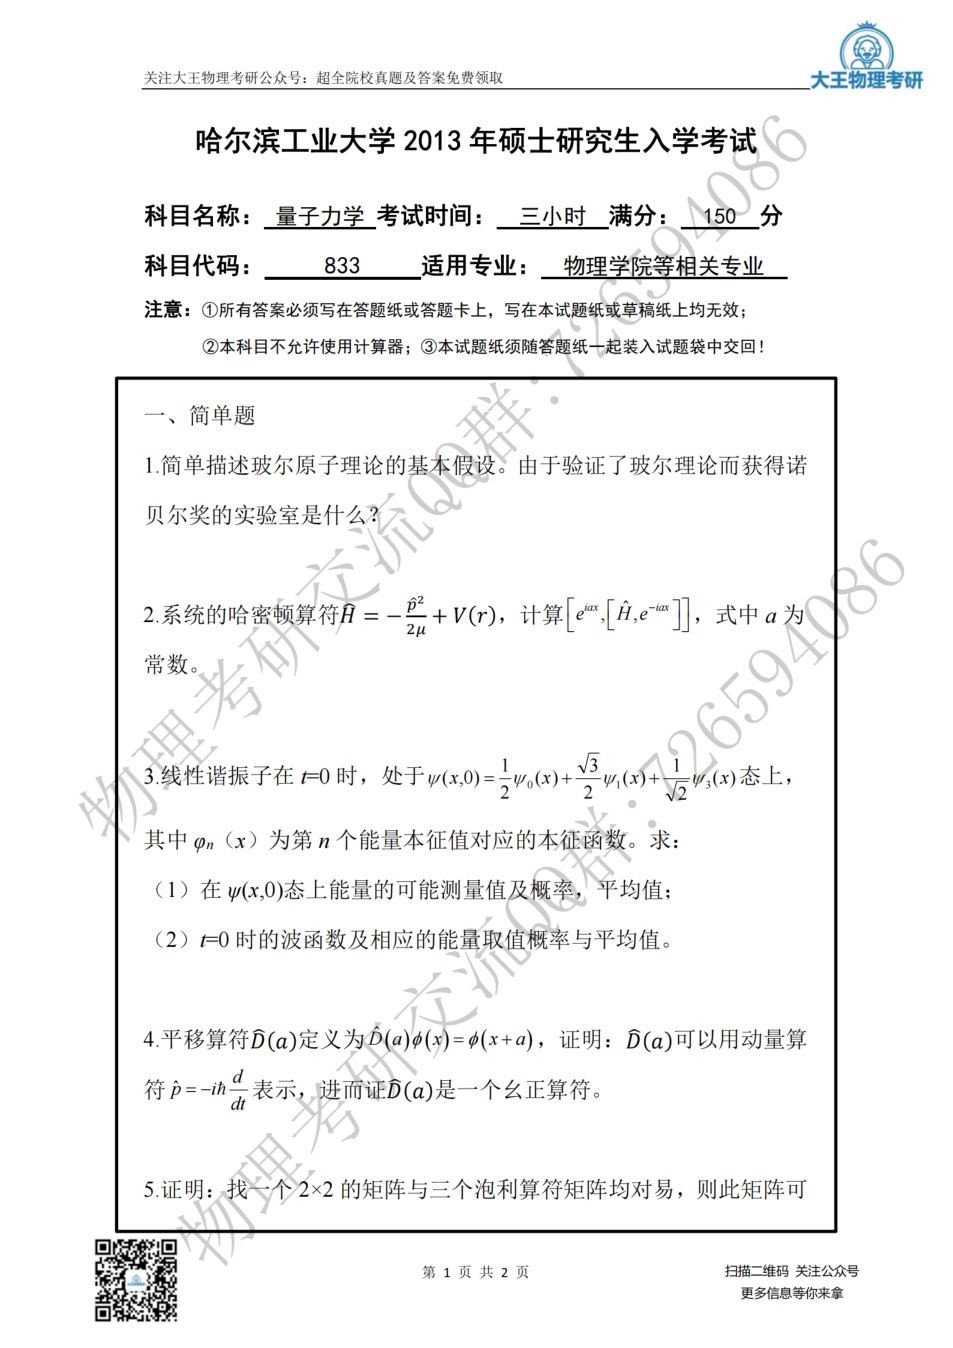 关注大王物理考研公众号：超全院校真题及答案免费领取
大王物理考研
哈尔滨工业大学 2013 年硕士研究生入学考试
科目名称： 量子力学 考试时间： 三小时 满分： 150 分
科目代码： 833 适用专业： 物理学院等相关专业
注意：①所有答案必须写在答题纸或答题卡上，写在本试题纸或草稿纸上均无效；
②本科目不允许使用计算器；③本试题纸须随答题纸一起装入试题袋中交回！
一、简单题
1.简单描述玻尔原子理论的基本假设。由于验证了玻尔理论而获得诺
贝尔奖的实验室是什么？
2.系统的哈密顿算符Ĥ = −p̂²/2μ + V(r)，计算[e^{iax},[Ĥ,e^{-iax}]]，式中 a 为
常数。
3.线性谐振子在 t=0 时，处于ψ(x,0) = 1/2 ψ₀(x) + √3/2 ψ₁(x) + 1/√2 ψ₃(x)态上，
其中 φn（x）为第 n 个能量本征值对应的本征函数。求：
（1）在 ψ(x,0)态上能量的可能测量值及概率，平均值；
（2）t=0 时的波函数及相应的能量取值概率与平均值。
4.平移算符D̂(a)定义为D̂(a)ϕ(x) = ϕ(x+a)，证明：D̂(a)可以用动量算
符 p̂ = −iħ d/dt 表示，进而证D̂(a)是一个幺正算符。
5.证明：找一个 2×2 的矩阵与三个泡利算符矩阵均对易，则此矩阵可
物理考研交流QQ群：726594086
物理考研交流QQ群：726594086
大王物理考研
第 1 页 共 2 页
扫描二维码 关注公众号
更多信息等你来拿